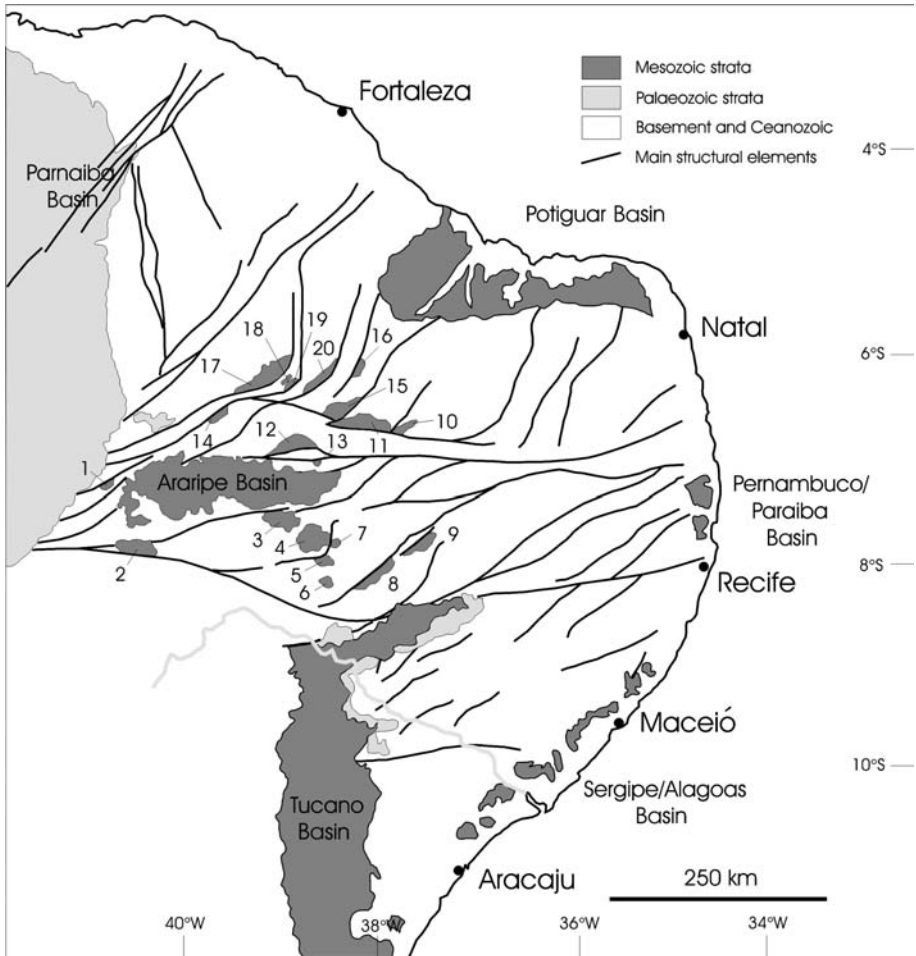 Mesozoic strata
Palaeozoic strata
Basement and Ceanozoic
Main structural elements
Fortaleza
4°S
Parnaiba
Basin
Potiguar Basin
Natal
6°S
18
19
17
20
16
15
10
14
12
13
11
1
Araripe Basin
Pernambuco/
Paraiba
Basin
3
4
7
9
2
5
6
8
8°S
Recife
Maceió
10°S
Sergipe/Alagoas
Basin
Tucano
Basin
Aracaju
250 km
40°W
38°W
36°W
34°W